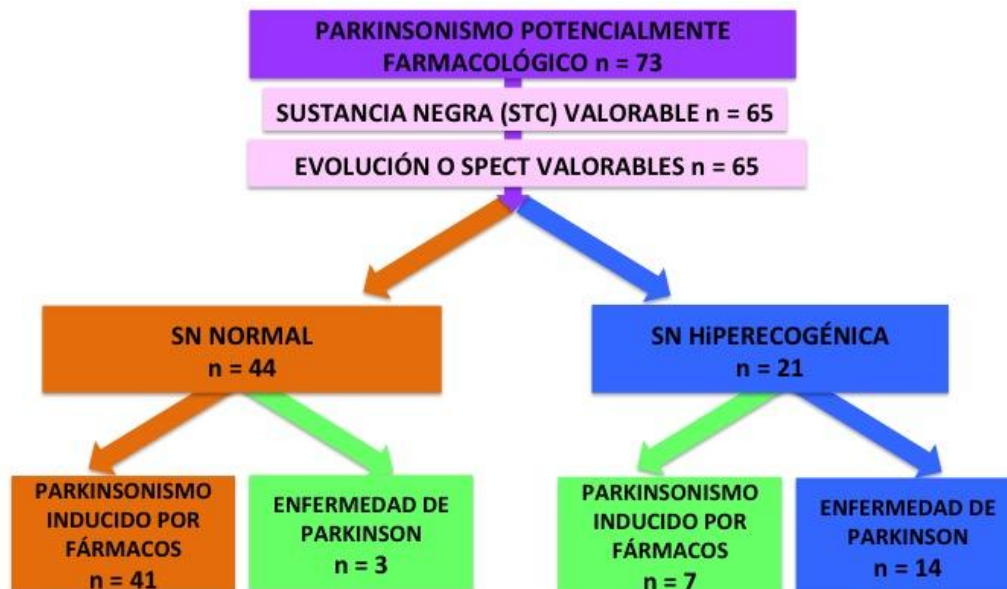 PARKINSONISMO POTENCIALMENTE
FARMACOLÓGICO n = 73
SUSTANCIA NEGRA (STC) VALORABLE n = 65
EVOLUCIÓN O SPECT VALORABLES n = 65
SN NORMAL
n = 44
SN HiPERECOGÉNICA
n = 21
PARKINSONISMO
INDUCIDO POR
FÁRMACOS
n = 41
ENFERMEDAD DE
PARKINSON
n = 3
PARKINSONISMO
INDUCIDO POR
FÁRMACOS
n = 7
ENFERMEDAD DE
PARKINSON
n = 14